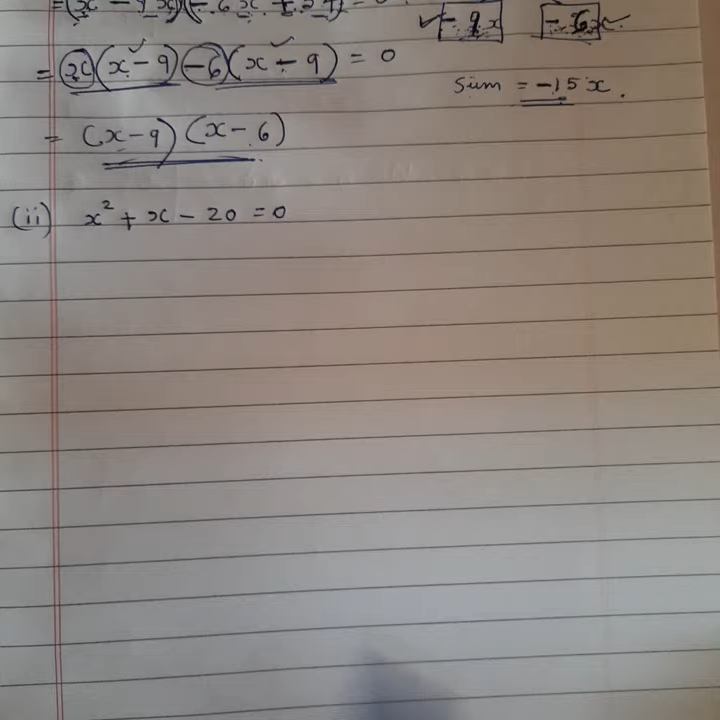 - 9x   - 6x
= x(x - 9) - 6(x - 9) = 0
Sum = -15x.
= (x - 9)(x - 6)
(ii) x² + x - 20 = 0